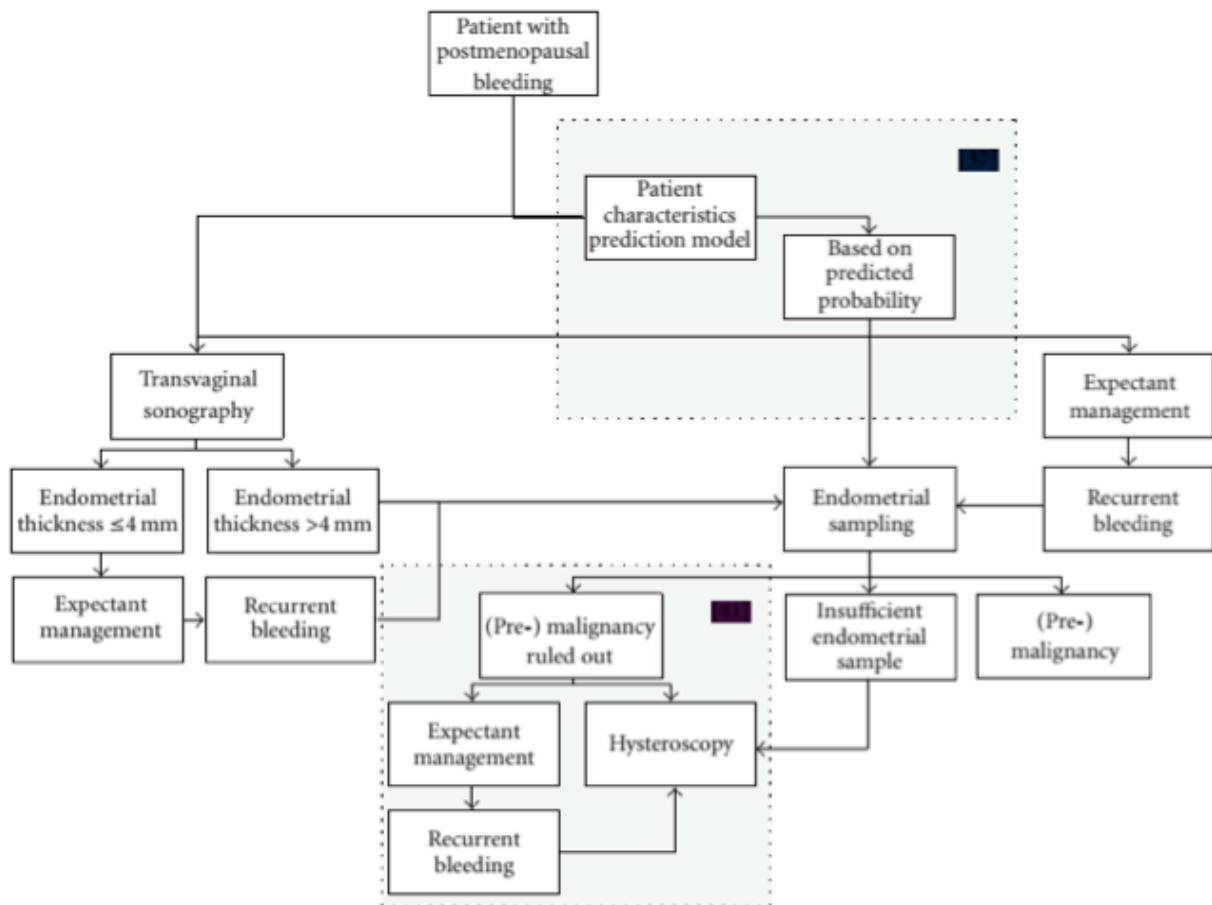 Patient with
postmenopausal
bleeding
[37]
Patient
characteristics
prediction model
Based on
predicted
probability
Transvaginal
sonography
Expectant
management
Endometrial
thickness ≤4 mm
Endometrial
thickness >4 mm
Endometrial
sampling
Recurrent
bleeding
Expectant
management
Recurrent
bleeding
(Pre-) malignancy
ruled out
[41]
Insufficient
endometrial
sample
(Pre-)
malignancy
Expectant
management
Hysteroscopy
Recurrent
bleeding